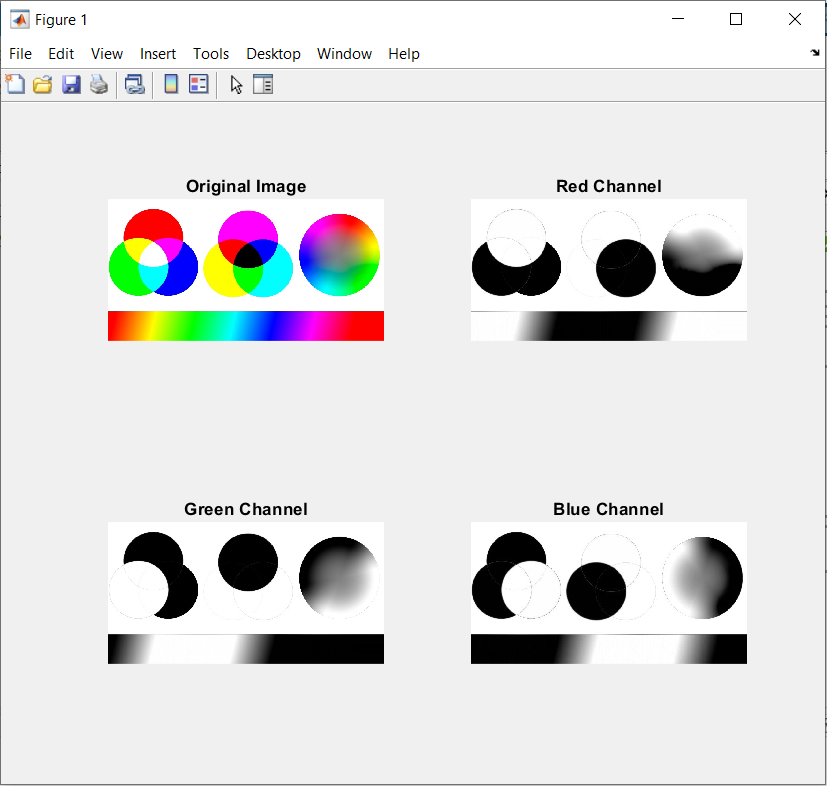 Figure 1
File Edit View Insert Tools Desktop Window Help
Original Image
Red Channel
Green Channel
Blue Channel